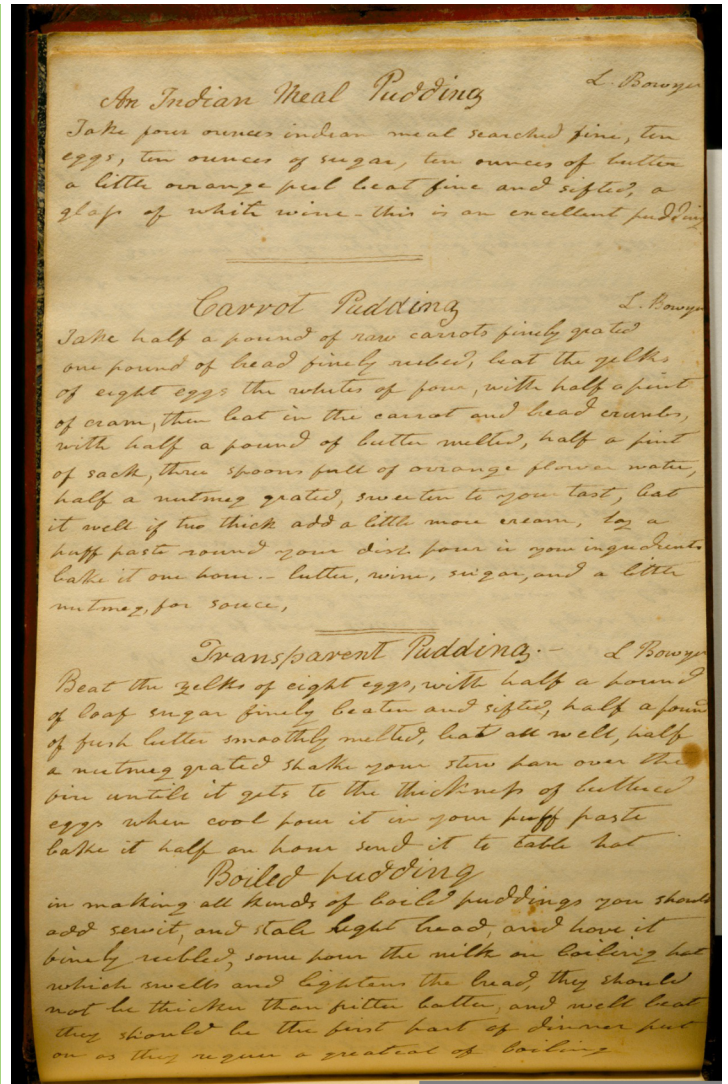 An Indian Meal Pudding L. Bowyer
Take four ounces indian meal searched fine, ten
eggs, ten ounces of sugar, ten ounces of butter
a little orrange peel beat fine and sifted, a
glass of white wine - this is an excellent pudding
Carrot Pudding L. Bowyer
Take half a pound of raw carrots finely grated
one pound of bread finely rubed, beat the yelks
of eight eggs the whites of four, with half a pint
of cram, then beat in the carrot and bread crumbs,
with half a pound of butter melted, half a pint
of sack, three spoons full of orrange flower water,
half a nutmeg grated, sweeten to your tast, beat
it well if two thick add a little more cream, lay a
puff paste round your dish pour in your ingredients
bake it one hour. - butter, wine, sugar, and a little
nutmeg, for souce,
Transparent Pudding. - L Bowyer
Beat the yelks of eight eggs, with half a pound
of loaf sugar finely beaten and sifted, half a pound
of fresh butter smoothly melted, beat all well, half
a nutmeg grated shake your stew pan over the
fire untile it gets to the thickness of buttered
eggs when cool pour it in your puff paste
bake it half an hour send it to table hot
Boiled pudding
in making all kinds of boiled puddings you should
add and stale light bread, and have it
finely rubbed, some pour the milk on boiling hot
which swells and lightens the bread, they should
not be thicker than fritter batter, and well beat
they should be the first part of dinner put
on as they requer a greateal of boiling